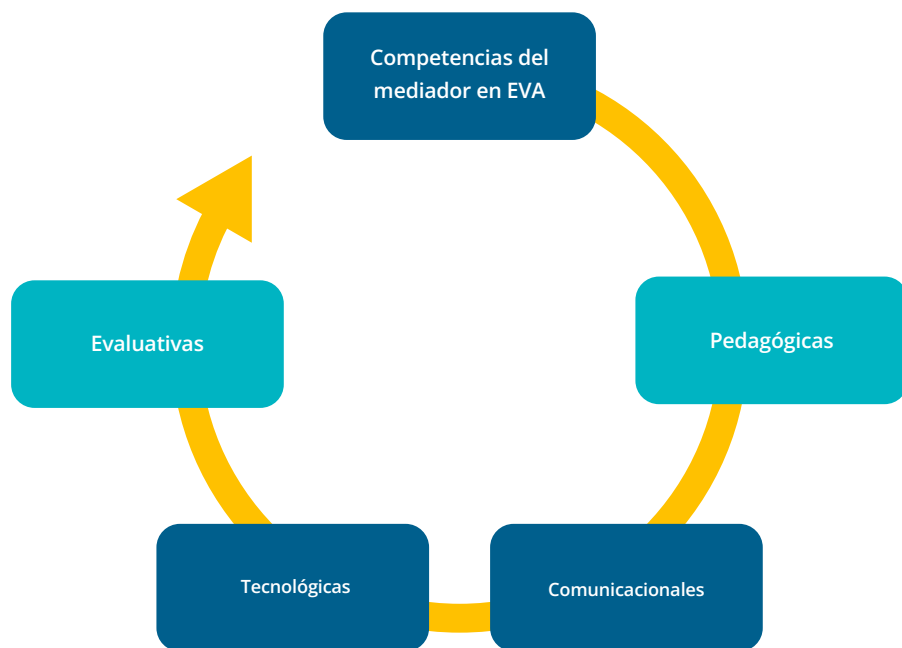 Competencias del
mediador en EVA
Pedagógicas
Comunicacionales
Tecnológicas
Evaluativas